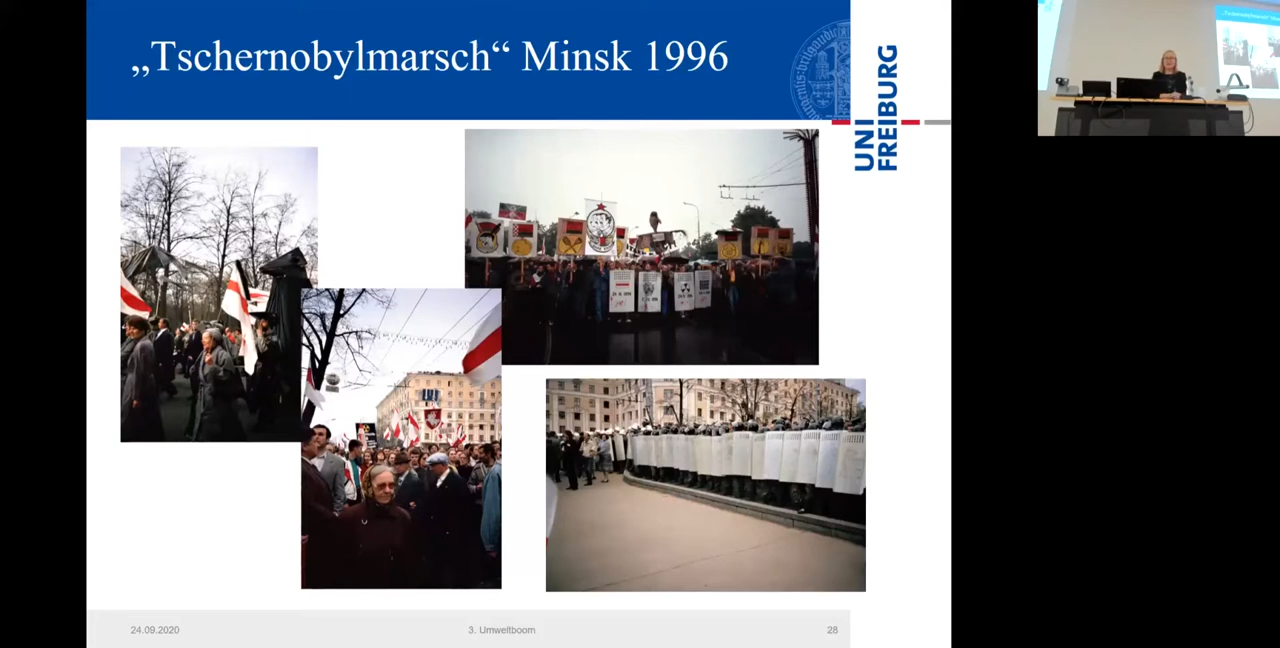 „Tschernobylmarsch“ Minsk 1996
UNI
FREIBURG
24.09.2020
3. Umweltboom
28